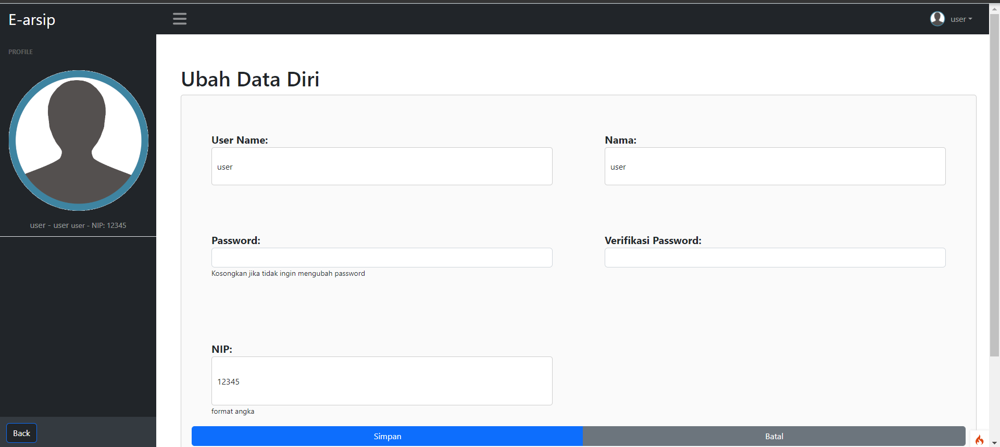 E-arsip
user
PROFILE
user - user user - NIP: 12345
Back
Ubah Data Diri
User Name:
user
Nama:
user
Password:
Kosongkan jika tidak ingin mengubah password
Verifikasi Password:
NIP:
12345
format angka
Simpan
Batal